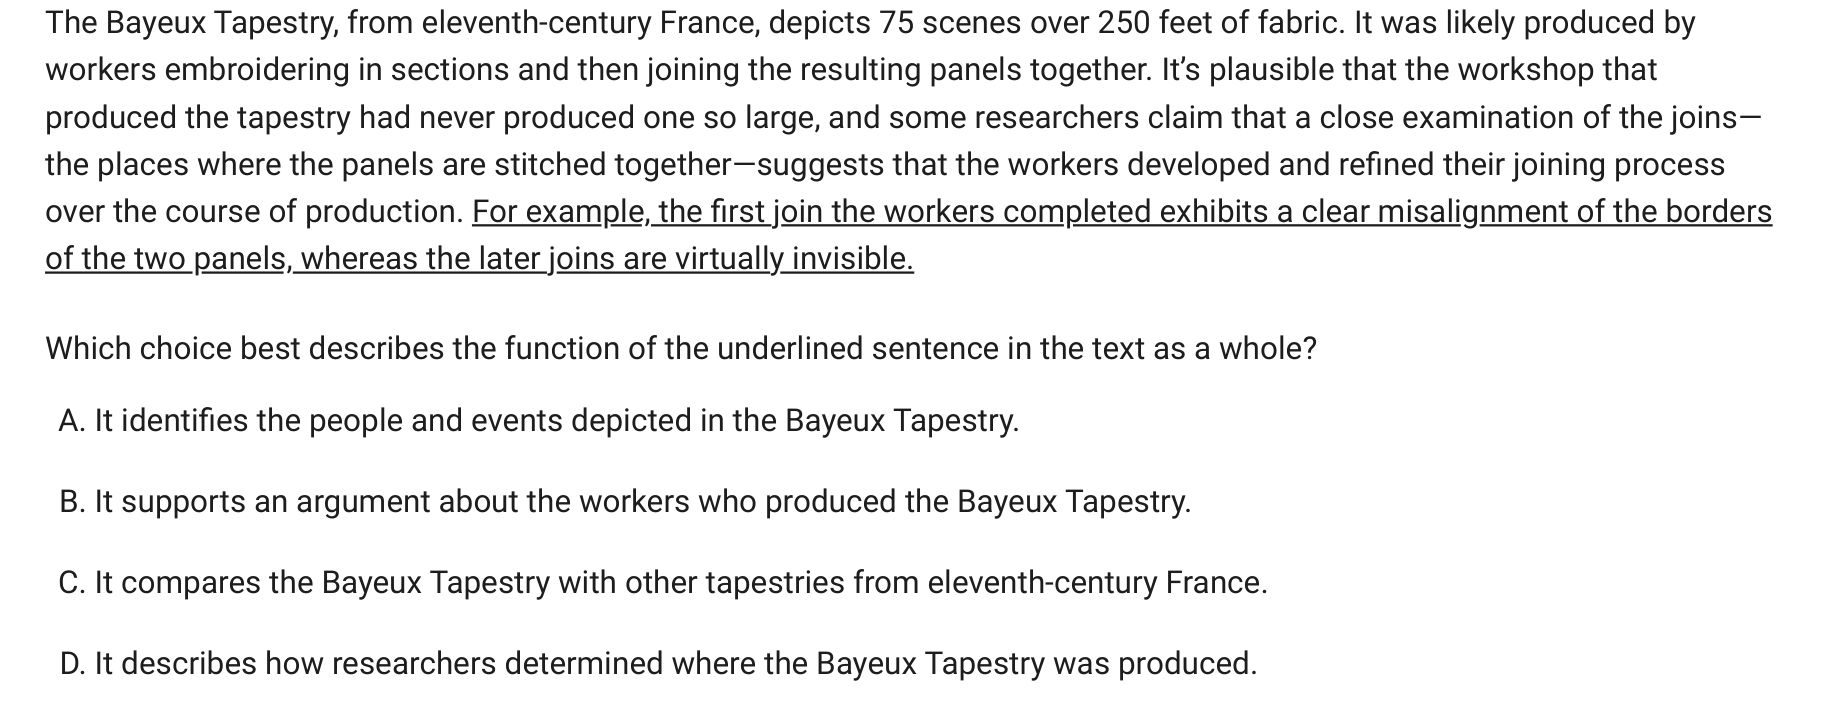 The Bayeux Tapestry, from eleventh-century France, depicts 75 scenes over 250 feet of fabric. It was likely produced by
workers embroidering in sections and then joining the resulting panels together. It’s plausible that the workshop that
produced the tapestry had never produced one so large, and some researchers claim that a close examination of the joins—
the places where the panels are stitched together—suggests that the workers developed and refined their joining process
over the course of production. For example, the first join the workers completed exhibits a clear misalignment of the borders
of the two panels, whereas the later joins are virtually invisible.
Which choice best describes the function of the underlined sentence in the text as a whole?
A. It identifies the people and events depicted in the Bayeux Tapestry.
B. It supports an argument about the workers who produced the Bayeux Tapestry.
C. It compares the Bayeux Tapestry with other tapestries from eleventh-century France.
D. It describes how researchers determined where the Bayeux Tapestry was produced.